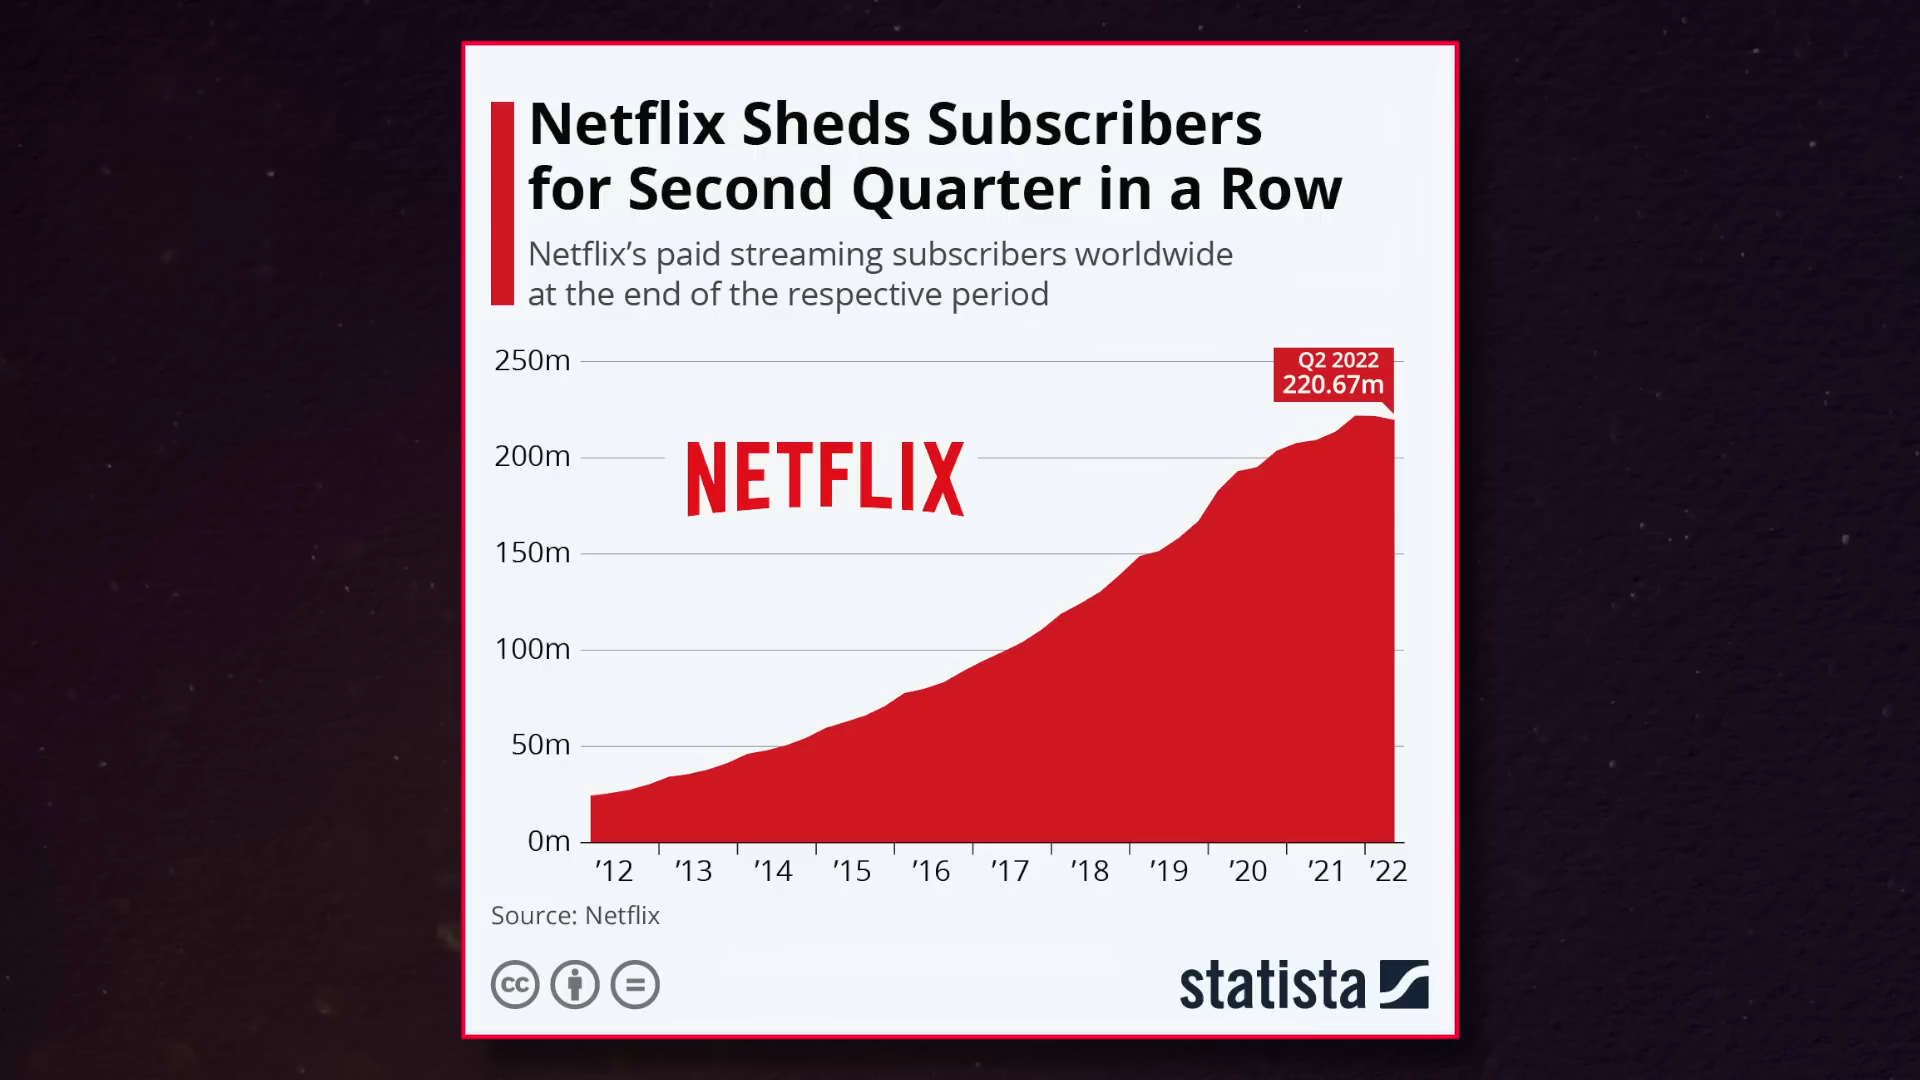 Netflix Sheds Subscribers
for Second Quarter in a Row
Netflix’s paid streaming subscribers worldwide
at the end of the respective period
250m
Q2 2022
220.67m
200m
NETFLIX
150m
100m
50m
0m
’12 ’13 ’14 ’15 ’16 ’17 ’18 ’19 ’20 ’21 ’22
Source: Netflix
cc
=
statista